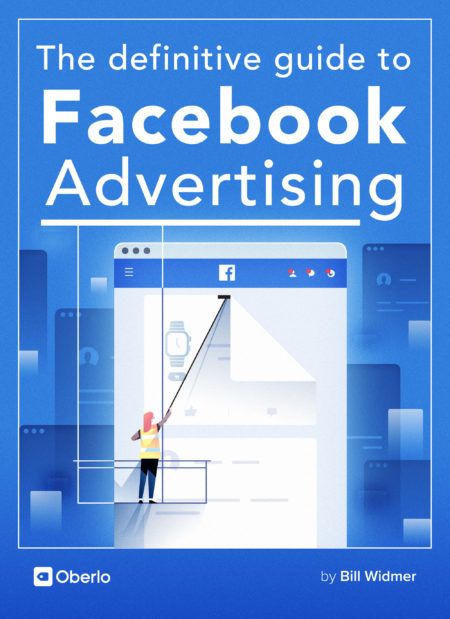 The definitive guide to
Facebook
Advertising
f
Oberlo
by Bill Widmer